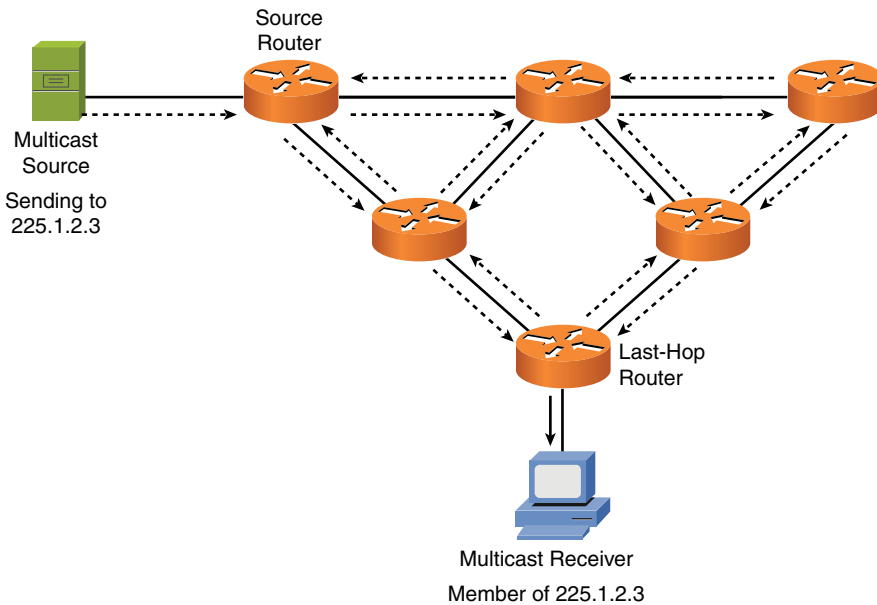 Source
Router
Multicast
Source
Sending to
225.1.2.3
Last-Hop
Router
Multicast Receiver
Member of 225.1.2.3